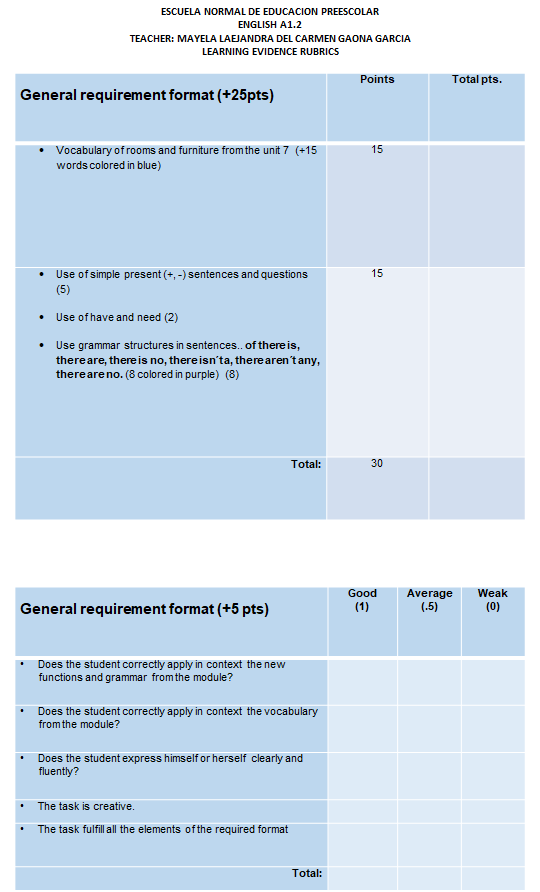 ESCUELA NORMAL DE EDUCACION PREESCOLAR
ENGLISH A1.2
TEACHER: MAYELA LAEJANDRA DEL CARMEN GAONA GARCIA
LEARNING EVIDENCE RUBRICS
General requirement format (+25pts)
Points
Total pts.
• Vocabulary of rooms and furniture from the unit 7 (+15
words colored in blue)
15
• Use of simple present (+, -) sentences and questions
(5)
15
• Use of have and need (2)
• Use grammar structures in sentences.. of there is,
there are, there is no, there isn´t a, there aren´t any,
there are no. (8 colored in purple) (8)
Total:
30
General requirement format (+5 pts)
Good
(1)
Average
(.5)
Weak
(0)
• Does the student correctly apply in context the new
functions and grammar from the module?
• Does the student correctly apply in context the vocabulary
from the module?
• Does the student express himself or herself clearly and
fluently?
• The task is creative.
• The task fulfill all the elements of the required format
Total: